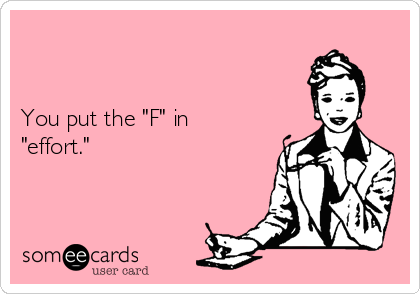 You put the "F" in
"effort."
someecards
user card